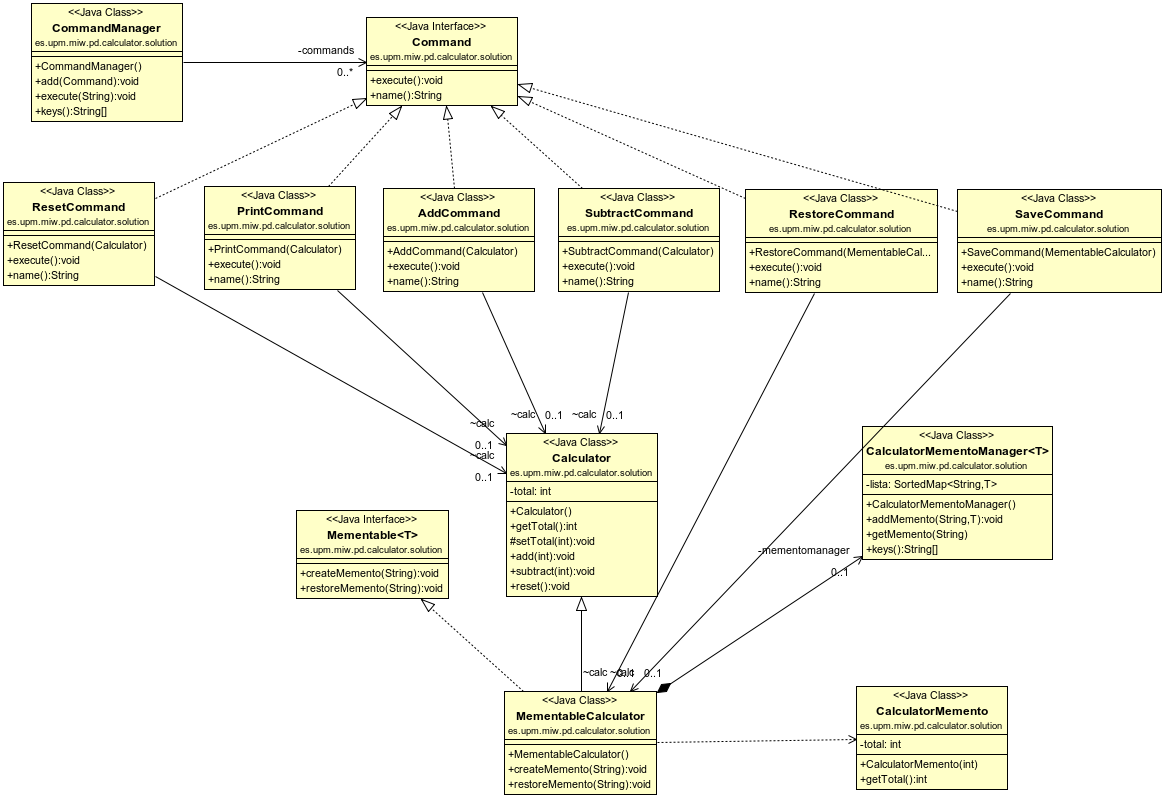 <<Java Class>>
CommandManager
es.upm.miw.pd.calculator.solution
+CommandManager()
+add(Command):void
+execute(String):void
+keys():String[]
-commands
0..*
<<Java Interface>>
Command
es.upm.miw.pd.calculator.solution
+execute():void
+name():String
<<Java Class>>
ResetCommand
es.upm.miw.pd.calculator.solution
+ResetCommand(Calculator)
+execute():void
+name():String
<<Java Class>>
PrintCommand
es.upm.miw.pd.calculator.solution
+PrintCommand(Calculator)
+execute():void
+name():String
<<Java Class>>
AddCommand
es.upm.miw.pd.calculator.solution
+AddCommand(Calculator)
+execute():void
+name():String
<<Java Class>>
SubtractCommand
es.upm.miw.pd.calculator.solution
+SubtractCommand(Calculator)
+execute():void
+name():String
<<Java Class>>
RestoreCommand
es.upm.miw.pd.calculator.solution
+RestoreCommand(MementableCal...
+execute():void
+name():String
<<Java Class>>
SaveCommand
es.upm.miw.pd.calculator.solution
+SaveCommand(MementableCalculator)
+execute():void
+name():String
~calc 0..1
~calc 0..1
~calc
0..1
~calc
0..1
<<Java Class>>
Calculator
es.upm.miw.pd.calculator.solution
-total: int
+Calculator()
+getTotal():int
#setTotal(int):void
+add(int):void
+subtract(int):void
+reset():void
<<Java Class>>
CalculatorMementoManager<T>
es.upm.miw.pd.calculator.solution
-lista: SortedMap<String,T>
+CalculatorMementoManager()
+addMemento(String,T):void
+getMemento(String)
+keys():String[]
<<Java Interface>>
Mementable<T>
es.upm.miw.pd.calculator.solution
+createMemento(String):void
+restoreMemento(String):void
-mementomanager
0..1
~calc ~calc 0..1 0..1
<<Java Class>>
MementableCalculator
es.upm.miw.pd.calculator.solution
+MementableCalculator()
+createMemento(String):void
+restoreMemento(String):void
<<Java Class>>
CalculatorMemento
es.upm.miw.pd.calculator.solution
-total: int
+CalculatorMemento(int)
+getTotal():int